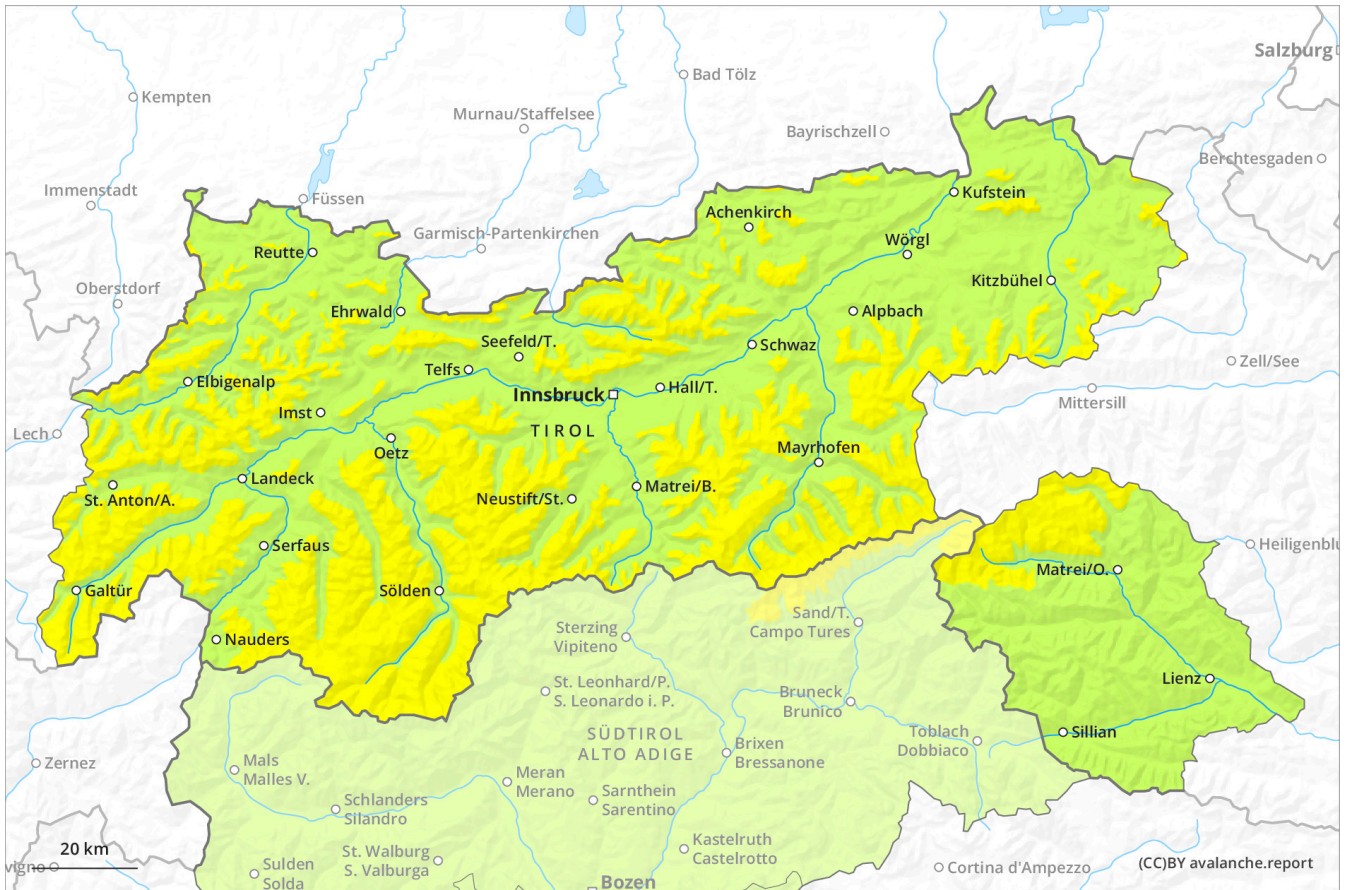 Salzburg
Bad Tölz
Kempten
Murnau/Staffelsee
Bayrischzell
Berchtesgaden
Immenstadt
Füssen
Kufstein
Achenkirch
Garmisch-Partenkirchen
Reutte
Wörgl
Oberstdorf
Kitzbühel
Ehrwald
Alpbach
Seefeld/T.
Schwaz
Zell/See
Telfs
Elbigenalp
Hall/T.
Innsbruck
Mittersill
Imst
TIROL
Lech
Oetz
Mayrhofen
Landeck
Matrei/B.
St. Anton/A.
Neustift/St.
Serfaus
Heiligenblu
Matrei/O.
Galtür
Sölden
Sand/T.
Campo Tures
Sterzing
Vipiteno
Nauders
Lienz
St. Leonhard/P.
S. Leonardo i. P.
Bruneck
Brunico
SÜDTIROL
ALTO ADIGE
Toblach
Dobbiaco
Sillian
Brixen
Bressanone
Zernez
Mals
Malles V.
Meran
Merano
Sarnthein
Sarentino
Schlanders
Silandro
Kastelruth
Castelrotto
20 km
St. Walburg
S. Valburga
vigno
Sulden
Solda
Cortina d'Ampezzo
(CC)BY avalanche.report
Bozen